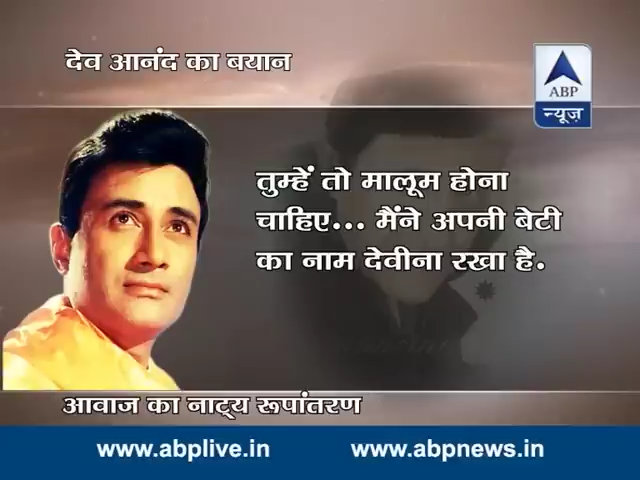 देव आनंद का बयान
ABP
न्यूज़
तुम्हें तो मालूम होना
चाहिए... मैंने अपनी बेटी
का नाम देवीना रखा है.
आवाज का नाट्य रूपांतरण
www.abplive.in www.abpnews.in